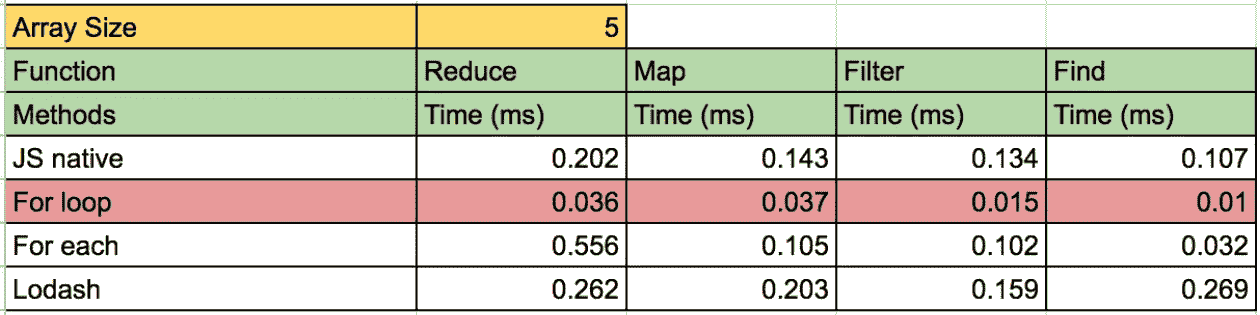 Array Size 5
Function Reduce Map Filter Find
Methods Time (ms) Time (ms) Time (ms) Time (ms)
JS native 0.202 0.143 0.134 0.107
For loop 0.036 0.037 0.015 0.01
For each 0.556 0.105 0.102 0.032
Lodash 0.262 0.203 0.159 0.269